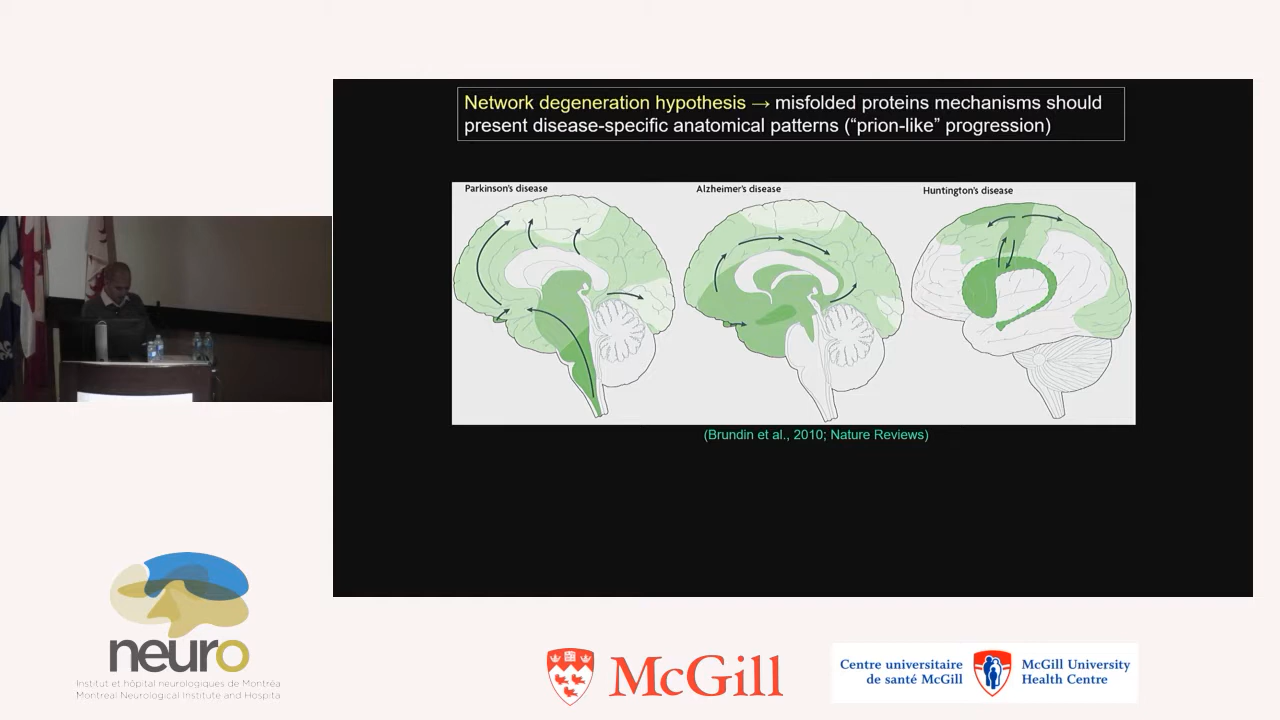 Network degeneration hypothesis → misfolded proteins mechanisms should
present disease-specific anatomical patterns (“prion-like” progression)
Parkinson's disease
Alzheimer's disease
Huntington's disease
(Brundin et al., 2010; Nature Reviews)
neuro
Institut et hôpital neurologiques de Montréa
Montreal Neurological Institute and Hospita
McGill
Centre universitaire
de santé McGill
McGill University
Health Centre